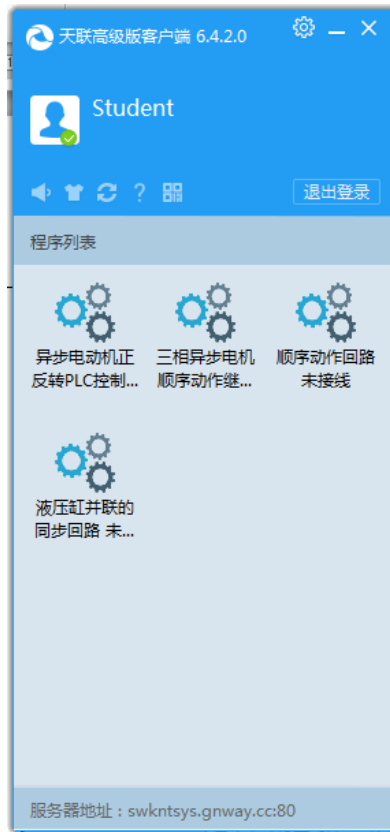 天联高级版客户端 6.4.2.0
Student
退出登录
程序列表
异步电动机正
反转PLC控制...
三相异步电机
顺序动作继...
顺序动作回路
未接线
液压缸并联的
同步回路 未...
服务器地址：swkntsys.gnway.cc:80